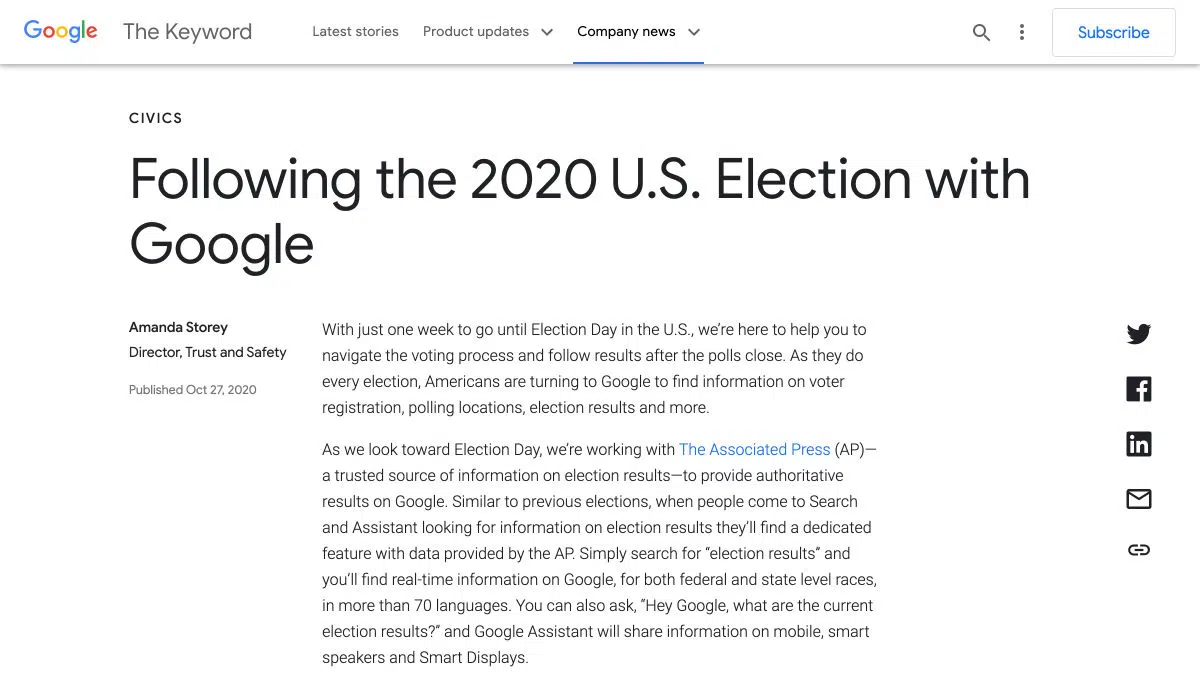 Google The Keyword Latest stories Product updates Company news Subscribe
CIVICS
Following the 2020 U.S. Election with
Google
Amanda Storey
Director, Trust and Safety
Published Oct 27, 2020
With just one week to go until Election Day in the U.S., we’re here to help you to
navigate the voting process and follow results after the polls close. As they do
every election, Americans are turning to Google to find information on voter
registration, polling locations, election results and more.
As we look toward Election Day, we’re working with The Associated Press (AP)—
a trusted source of information on election results—to provide authoritative
results on Google. Similar to previous elections, when people come to Search
and Assistant looking for information on election results they’ll find a dedicated
feature with data provided by the AP. Simply search for “election results” and
you’ll find real-time information on Google, for both federal and state level races,
in more than 70 languages. You can also ask, “Hey Google, what are the current
election results?” and Google Assistant will share information on mobile, smart
speakers and Smart Displays.